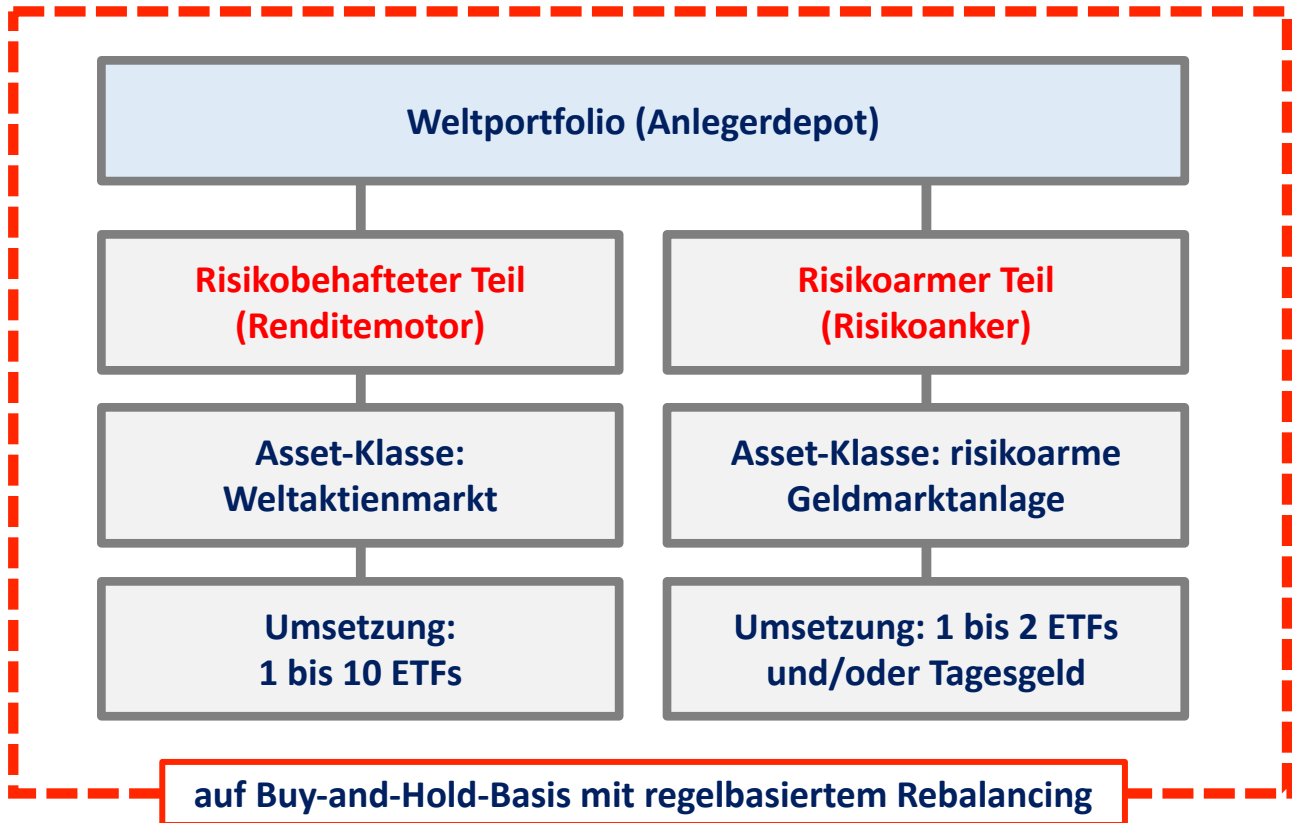 Weltportfolio (Anlegerdepot)
Risikobehafteter Teil
(Renditemotor)
Risikoarmer Teil
(Risikoanker)
Asset-Klasse:
Weltaktienmarkt
Asset-Klasse: risikoarme
Geldmarktanlage
Umsetzung:
1 bis 10 ETFs
Umsetzung: 1 bis 2 ETFs
und/oder Tagesgeld
auf Buy-and-Hold-Basis mit regelbasiertem Rebalancing